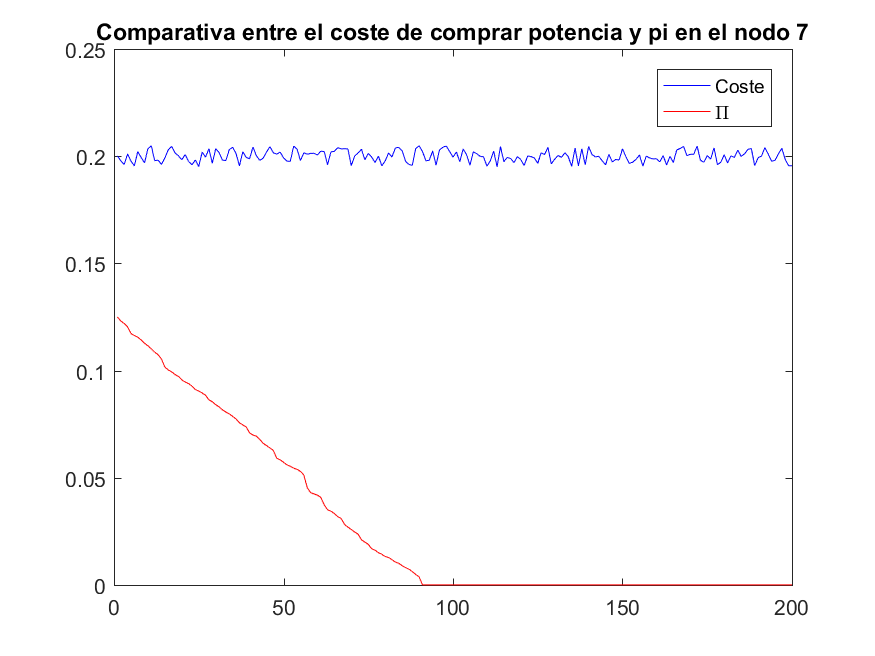 Comparativa entre el coste de comprar potencia y pi en el nodo 7
0.25
Coste
Π
0.2
0.15
0.1
0.05
0
0 50 100 150 200